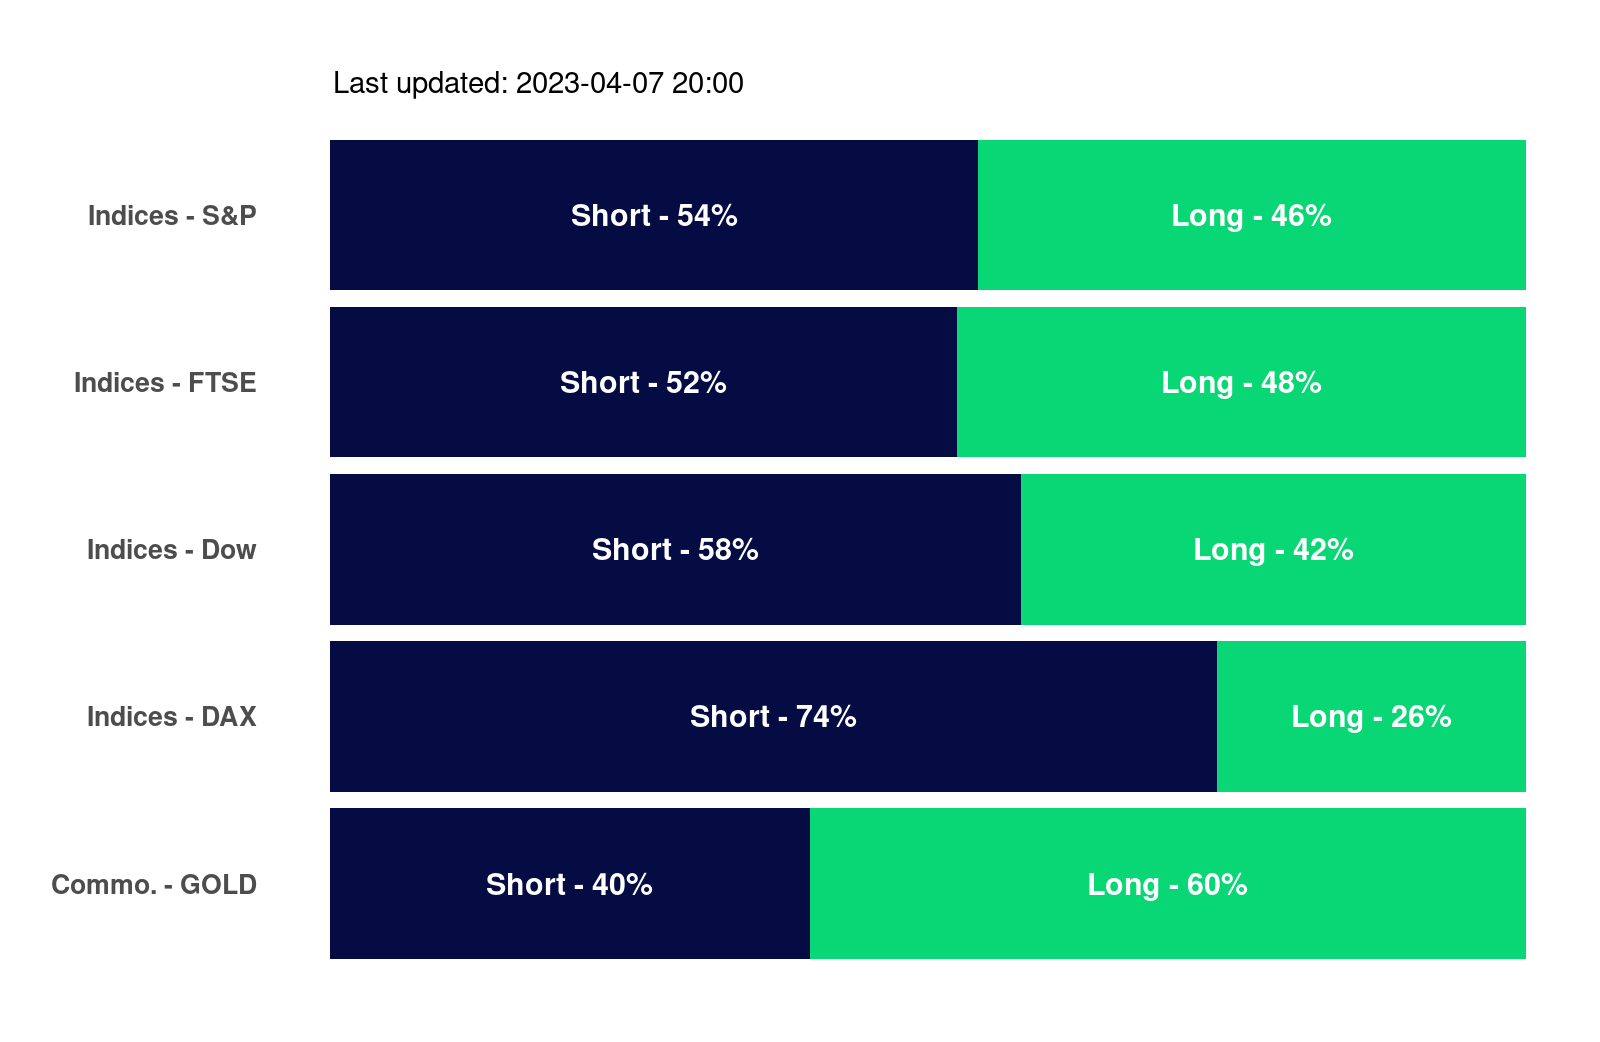 Last updated: 2023-04-07 20:00
Indices - S&P Short - 54% Long - 46%
Indices - FTSE Short - 52% Long - 48%
Indices - Dow Short - 58% Long - 42%
Indices - DAX Short - 74% Long - 26%
Commo. - GOLD Short - 40% Long - 60%